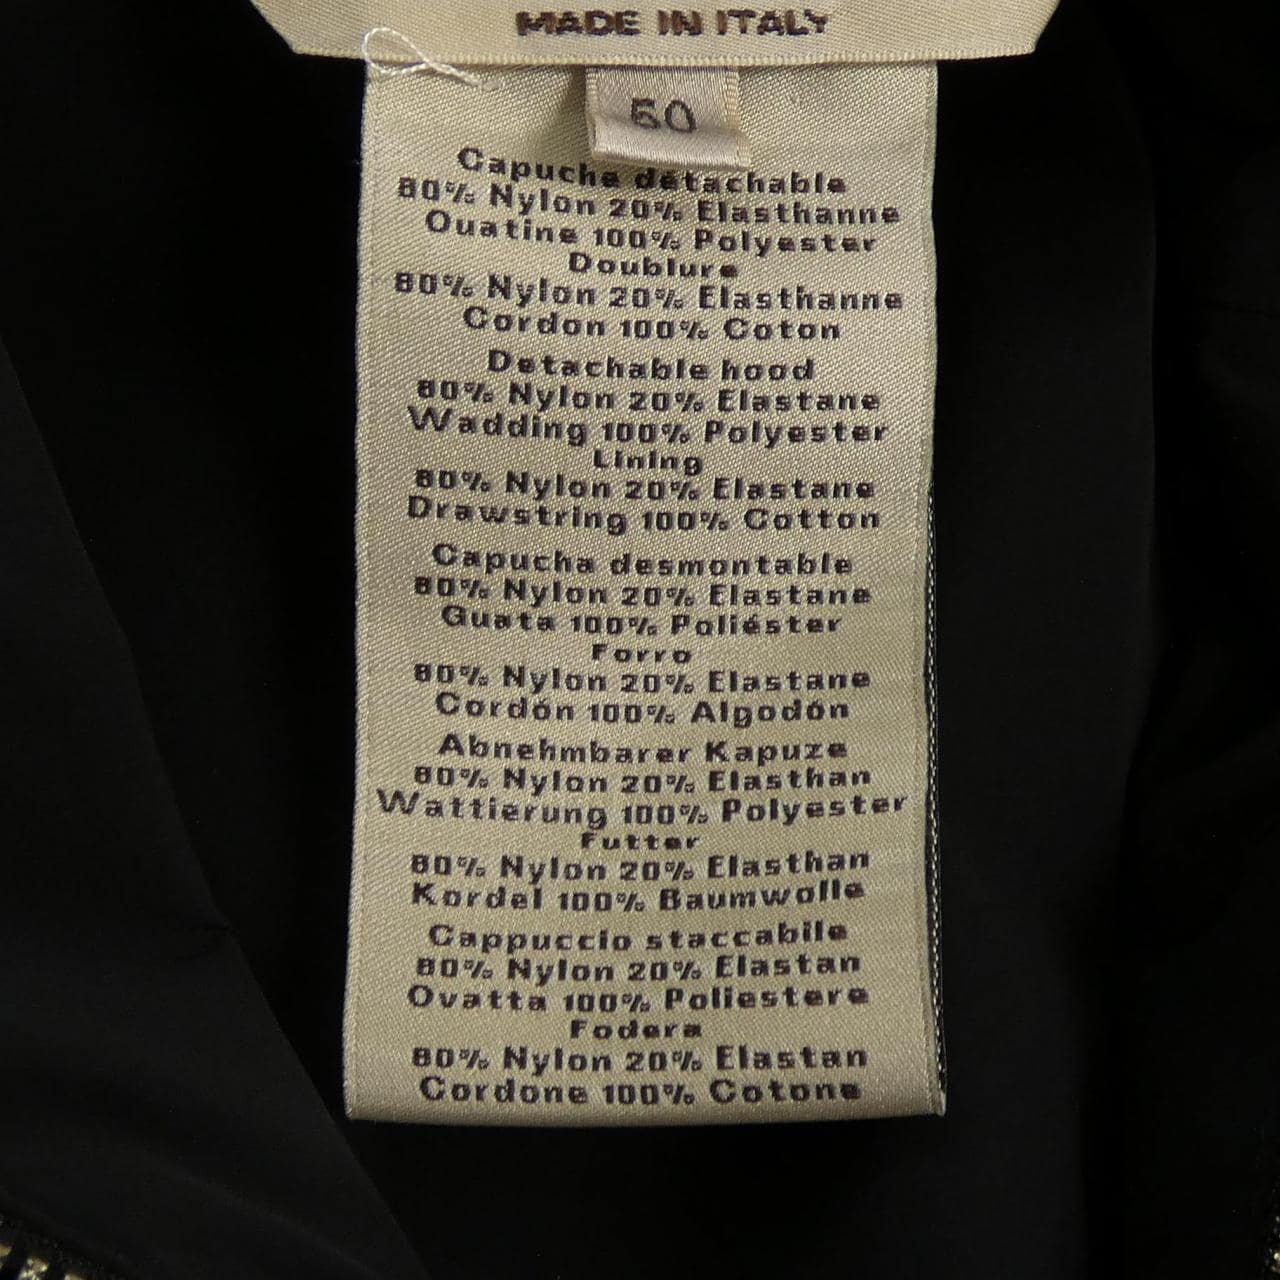 MADE IN ITALY
50
Capuche détachable
80% Nylon 20% Elasthanne
Ouatine 100% Polyester
Doublure
80% Nylon 20% Elasthanne
Cordon 100% Coton
Detachable hood
80% Nylon 20% Elastane
Wadding 100% Polyester
Lining
80% Nylon 20% Elastane
Drawstring 100% Cotton
Capucha desmontable
80% Nylon 20% Elastane
Guata 100% Poliéster
Forro
80% Nylon 20% Elastane
Cordón 100% Algodón
Abnehmbarer Kapuze
80% Nylon 20% Elasthan
Wattierung 100% Polyester
Futter
80% Nylon 20% Elasthan
Kordel 100% Baumwolle
Cappuccio staccabile
80% Nylon 20% Elastan
Ovatta 100% Poliestere
Fodera
80% Nylon 20% Elastan
Cordone 100% Cotone